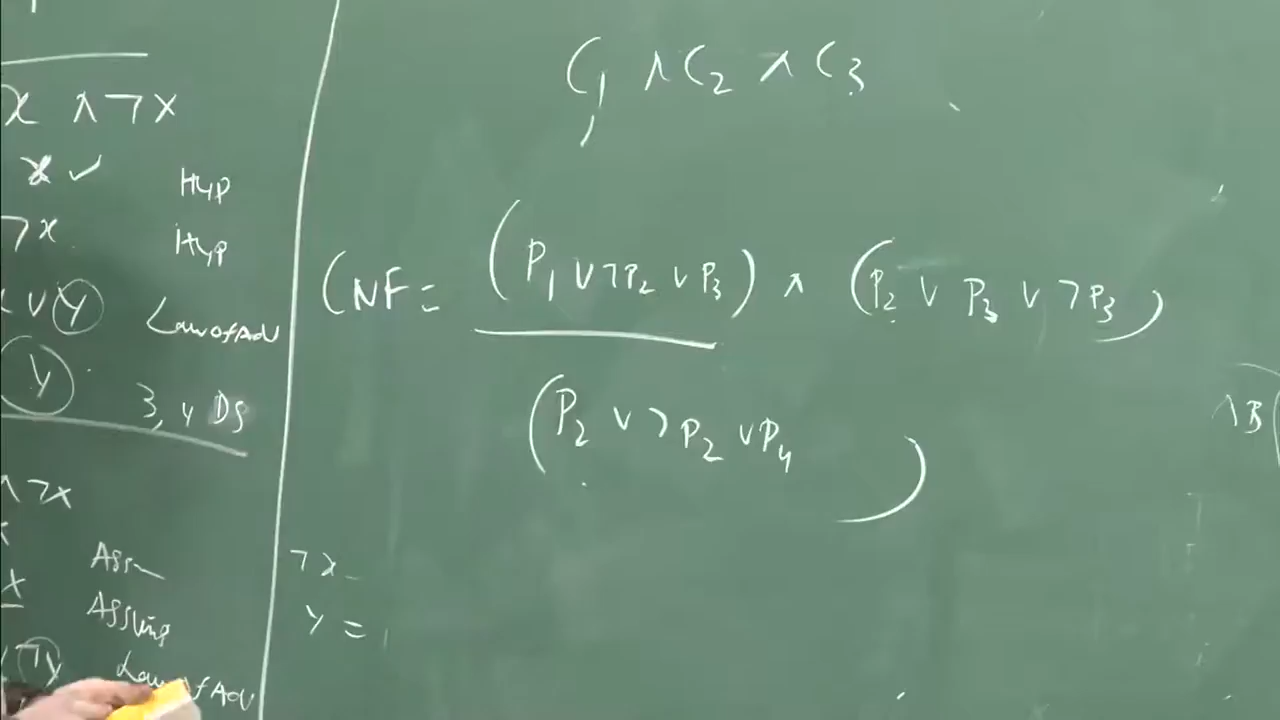 x ∧ ¬x
x ✓ Hyp
¬x Hyp
∨ y Law of Add
y 3, 4 DS
∧ ¬x
Assm
x Assump
¬y Law of Add
C1 ∧ C2 ∧ C3
CNF = (P1 ∨ ¬P2 ∨ P3) ∧ (P2 ∨ P3 ∨ ¬P3)
(P2 ∨ ¬P2 ∨ P4 )
¬x
y =
∧ B